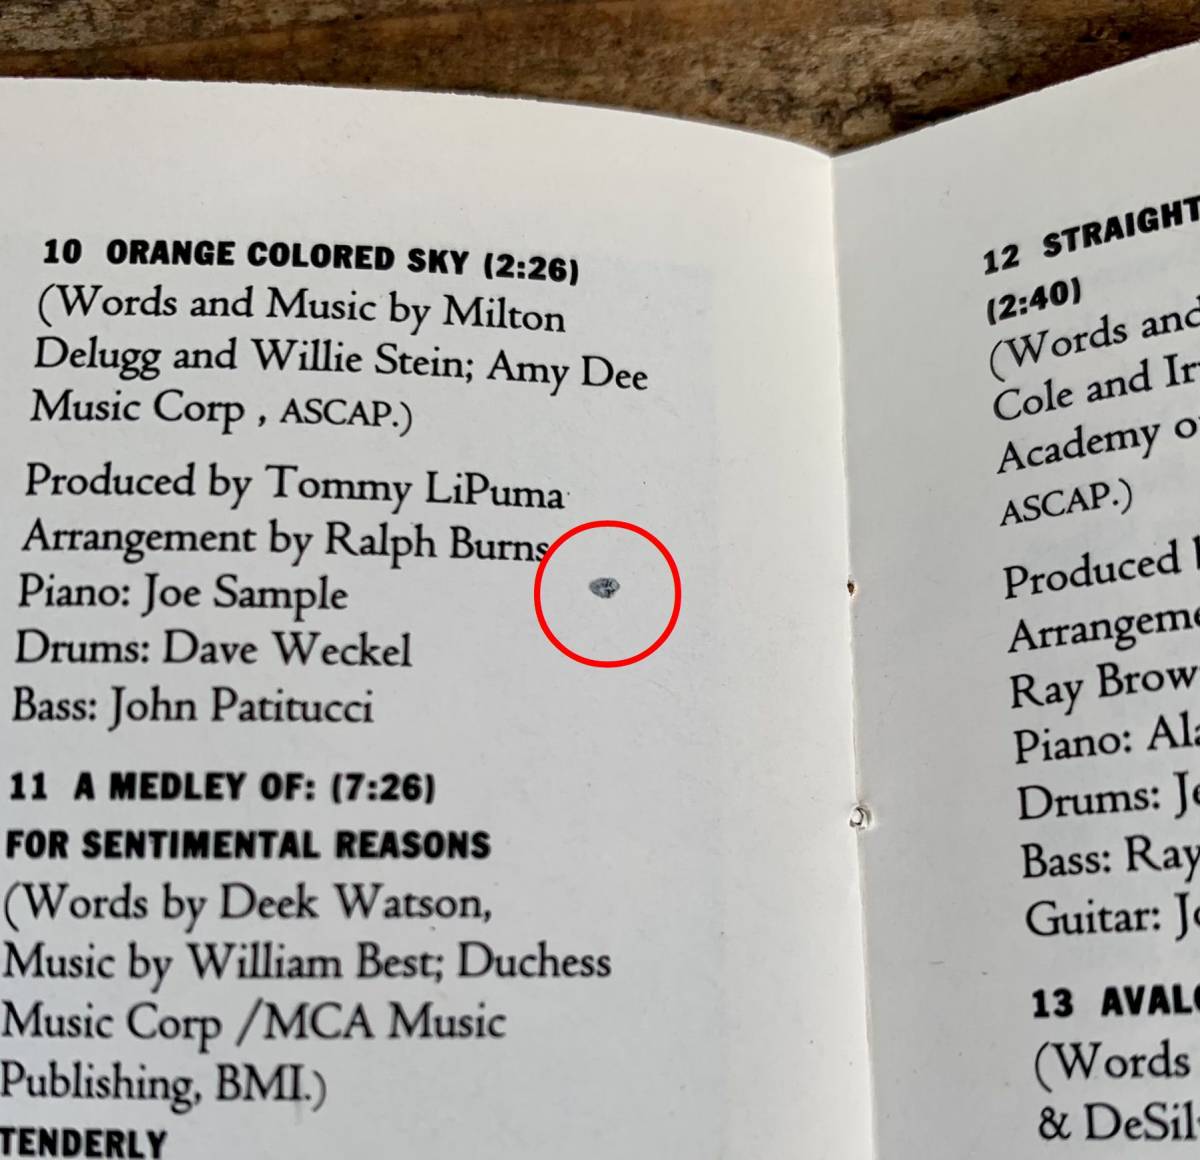 10 ORANGE COLORED SKY (2:26)
(Words and Music by Milton
Delugg and Willie Stein; Amy Dee
Music Corp , ASCAP.)
Produced by Tommy LiPuma
Arrangement by Ralph Burns
Piano: Joe Sample
Drums: Dave Weckel
Bass: John Patitucci
11 A MEDLEY OF: (7:26)
FOR SENTIMENTAL REASONS
(Words by Deek Watson,
Music by William Best; Duchess
Music Corp /MCA Music
Publishing, BMI.)
TENDERLY
12 STRAIGHT
(2:40)
(Words and
Cole and
Academy
ASCAP.)
Produced
Ray
Piano:
Drums:
Bass: Ray
Guitar:
13
(Words
&